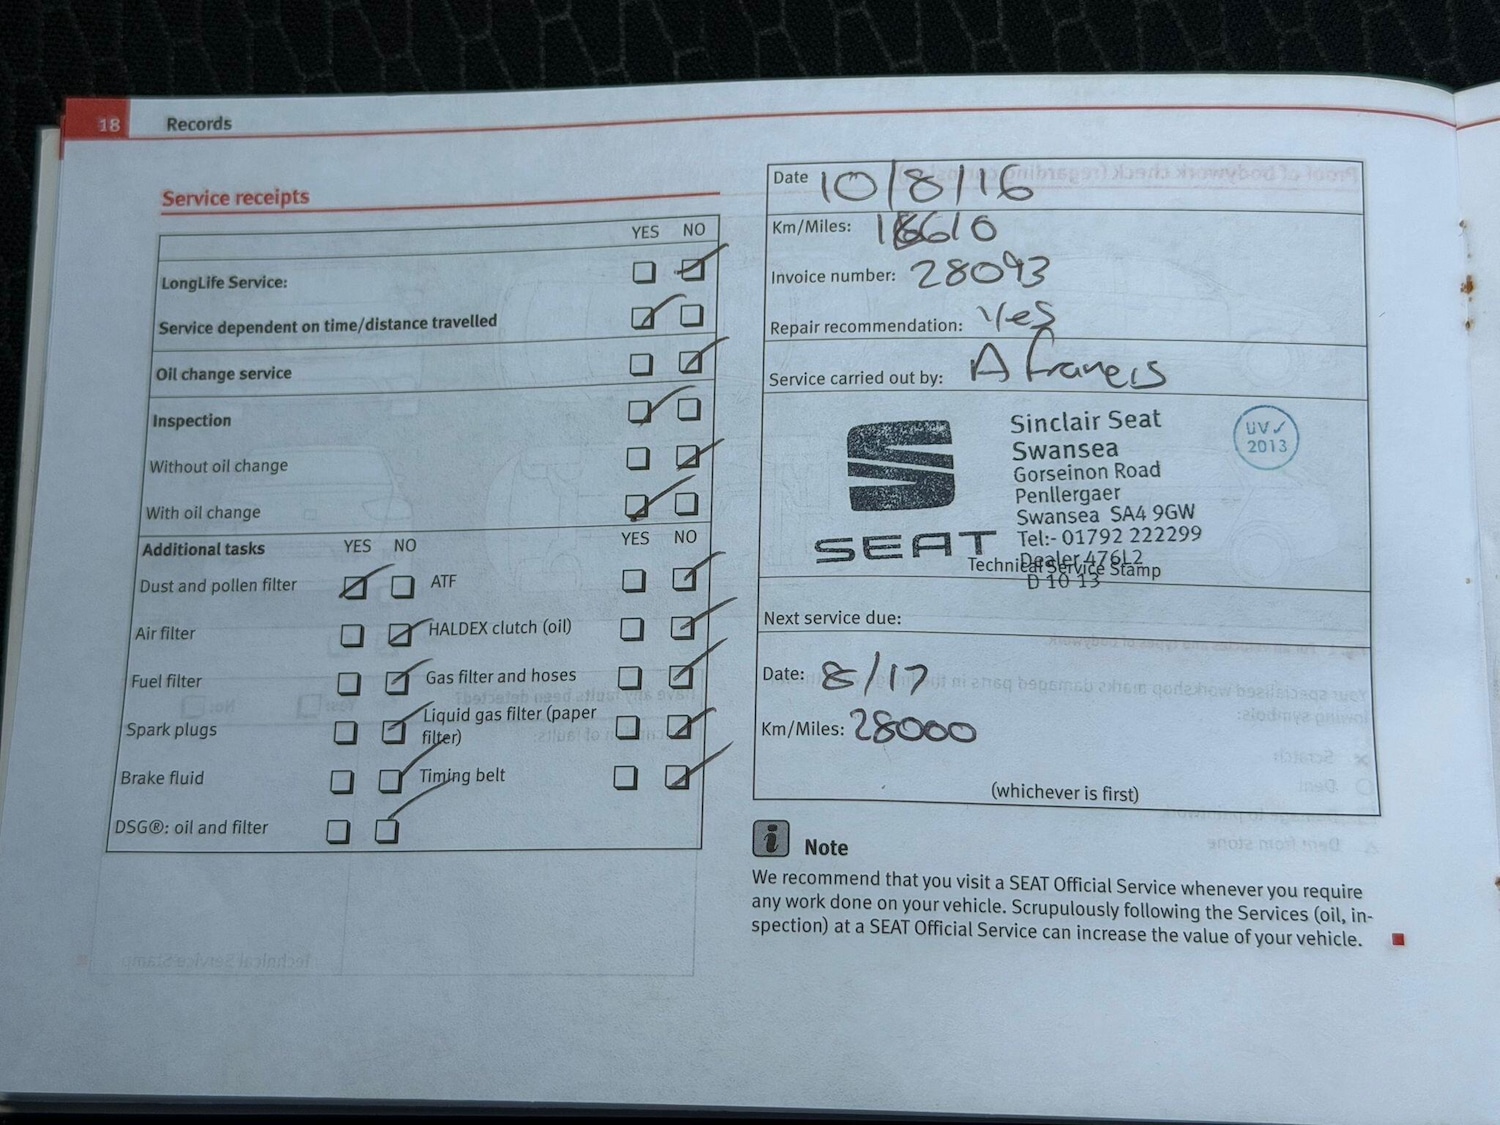 18 Records
Service receipts
YES NO
LongLife Service:
Service dependent on time/distance travelled
Oil change service
Inspection
Without oil change
With oil change
Additional tasks YES NO YES NO
Dust and pollen filter ATF
Air filter HALDEX clutch (oil)
Fuel filter Gas filter and hoses
Spark plugs Liquid gas filter (paper
filter)
Brake fluid Timing belt
DSG®: oil and filter
Date 10/8/16
Km/Miles: 18610
Invoice number: 28093
Repair recommendation: Yes
Service carried out by: A Francis
SEAT
Sinclair Seat
Swansea
Gorseinon Road
Penllergaer
Swansea SA4 9GW
Tel:- 01792 222299
Dealer 476L2
D 10 13
UV✓
2013
Technical Service Stamp
Next service due:
Date: 8/17
Km/Miles: 28000
(whichever is first)
i Note
We recommend that you visit a SEAT Official Service whenever you require
any work done on your vehicle. Scrupulously following the Services (oil, in-
spection) at a SEAT Official Service can increase the value of your vehicle.